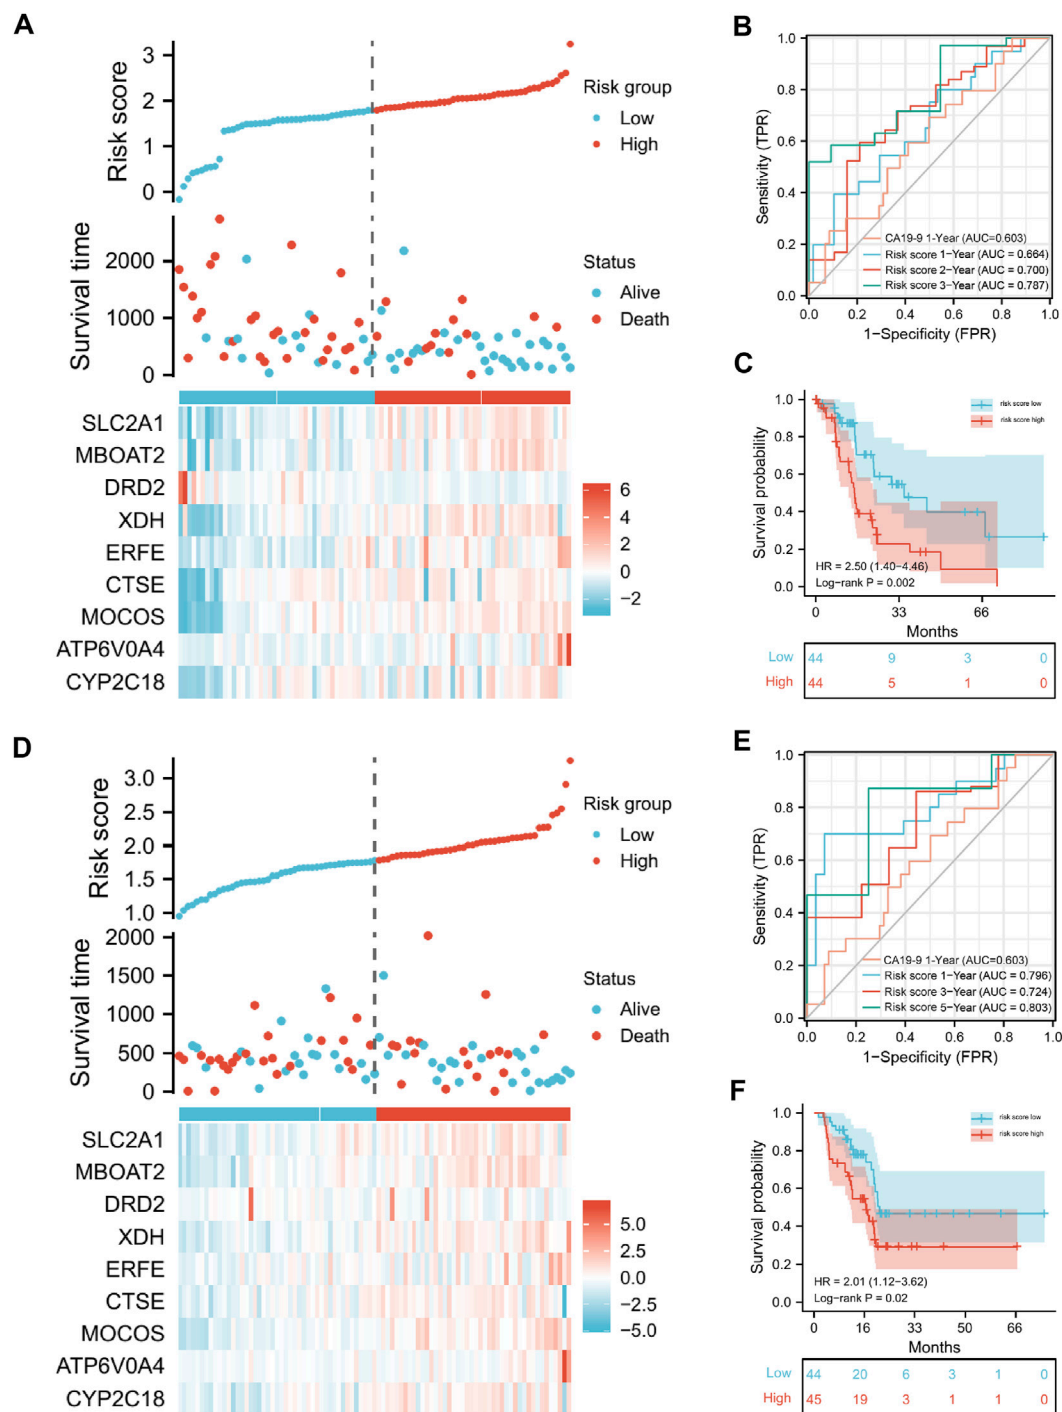 A
Risk score
3
2
1
0
Risk group
Low
High
Survival time
2000
1000
0
Status
Alive
Death
SLC2A1
MBOAT2
DRD2
XDH
ERFE
CTSE
MOCOS
ATP6V0A4
CYP2C18
6
4
2
0
−2
B
Sensitivity (TPR)
1.0
0.8
0.6
0.4
0.2
0.0
CA19-9 1-Year (AUC=0.603)
Risk score 1-Year (AUC = 0.664)
Risk score 2-Year (AUC = 0.700)
Risk score 3-Year (AUC = 0.787)
0.0 0.2 0.4 0.6 0.8 1.0
1−Specificity (FPR)
C
Survival probability
1.0
0.8
0.6
0.4
0.2
0.0
risk score low
risk score high
HR = 2.50 (1.40−4.46)
Log−rank P = 0.002
0 33 66
Months
Low 44 9 3 0
High 44 5 1 0
D
Risk score
3.0
2.5
2.0
1.5
1.0
Risk group
Low
High
Survival time
2000
1500
1000
500
0
Status
Alive
Death
SLC2A1
MBOAT2
DRD2
XDH
ERFE
CTSE
MOCOS
ATP6V0A4
CYP2C18
5.0
2.5
0.0
−2.5
−5.0
E
Sensitivity (TPR)
1.0
0.8
0.6
0.4
0.2
0.0
CA19-9 1-Year (AUC=0.603)
Risk score 1-Year (AUC = 0.796)
Risk score 3-Year (AUC = 0.724)
Risk score 5-Year (AUC = 0.803)
0.0 0.2 0.4 0.6 0.8 1.0
1−Specificity (FPR)
F
Survival probability
1.0
0.8
0.6
0.4
0.2
0.0
risk score low
risk score high
HR = 2.01 (1.12−3.62)
Log−rank P = 0.02
0 16 33 50 66
Months
Low 44 20 6 3 1 0
High 45 19 3 1 1 0